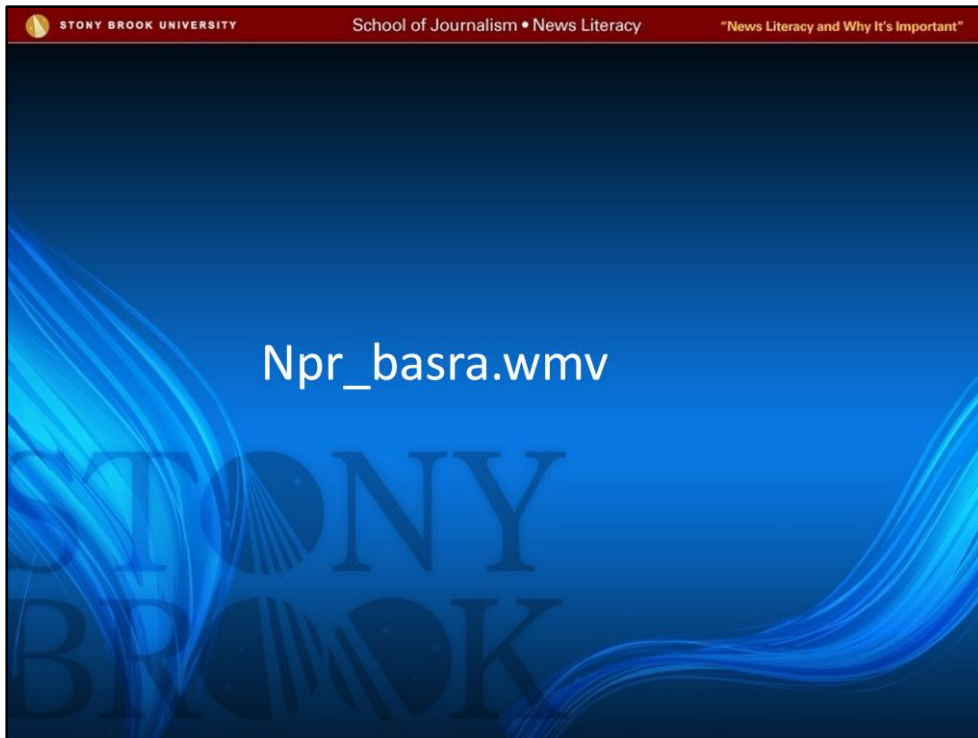 STONY BROOK UNIVERSITY
School of Journalism • News Literacy
"News Literacy and Why It's Important"
Npr_basra.wmv
STONY
BROOK